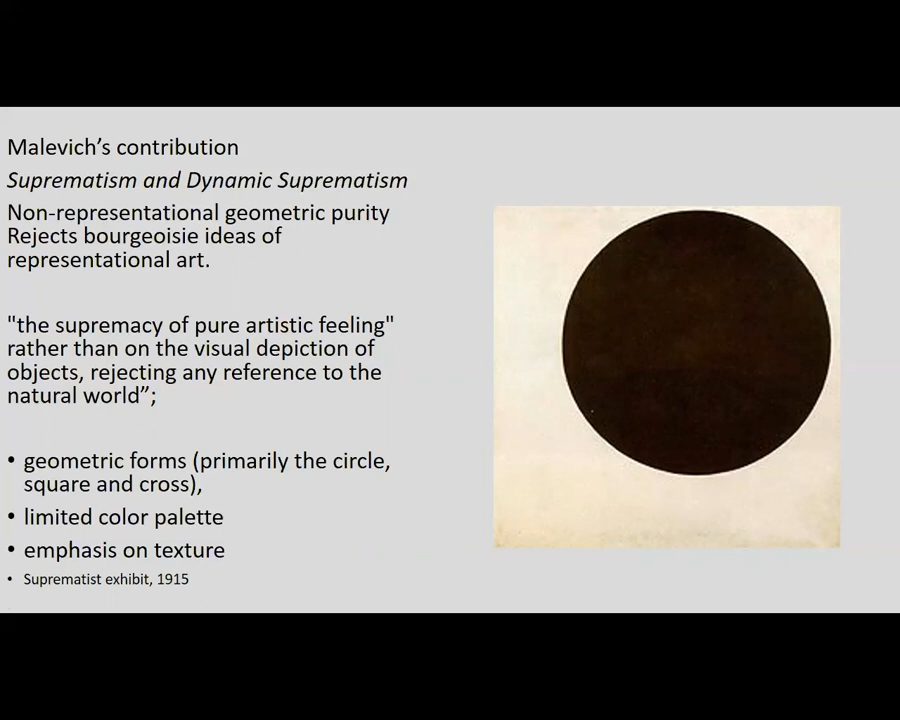 Malevich’s contribution
Suprematism and Dynamic Suprematism
Non-representational geometric purity
Rejects bourgeoisie ideas of
representational art.
"the supremacy of pure artistic feeling"
rather than on the visual depiction of
objects, rejecting any reference to the
natural world”;
• geometric forms (primarily the circle,
square and cross),
• limited color palette
• emphasis on texture
• Suprematist exhibit, 1915